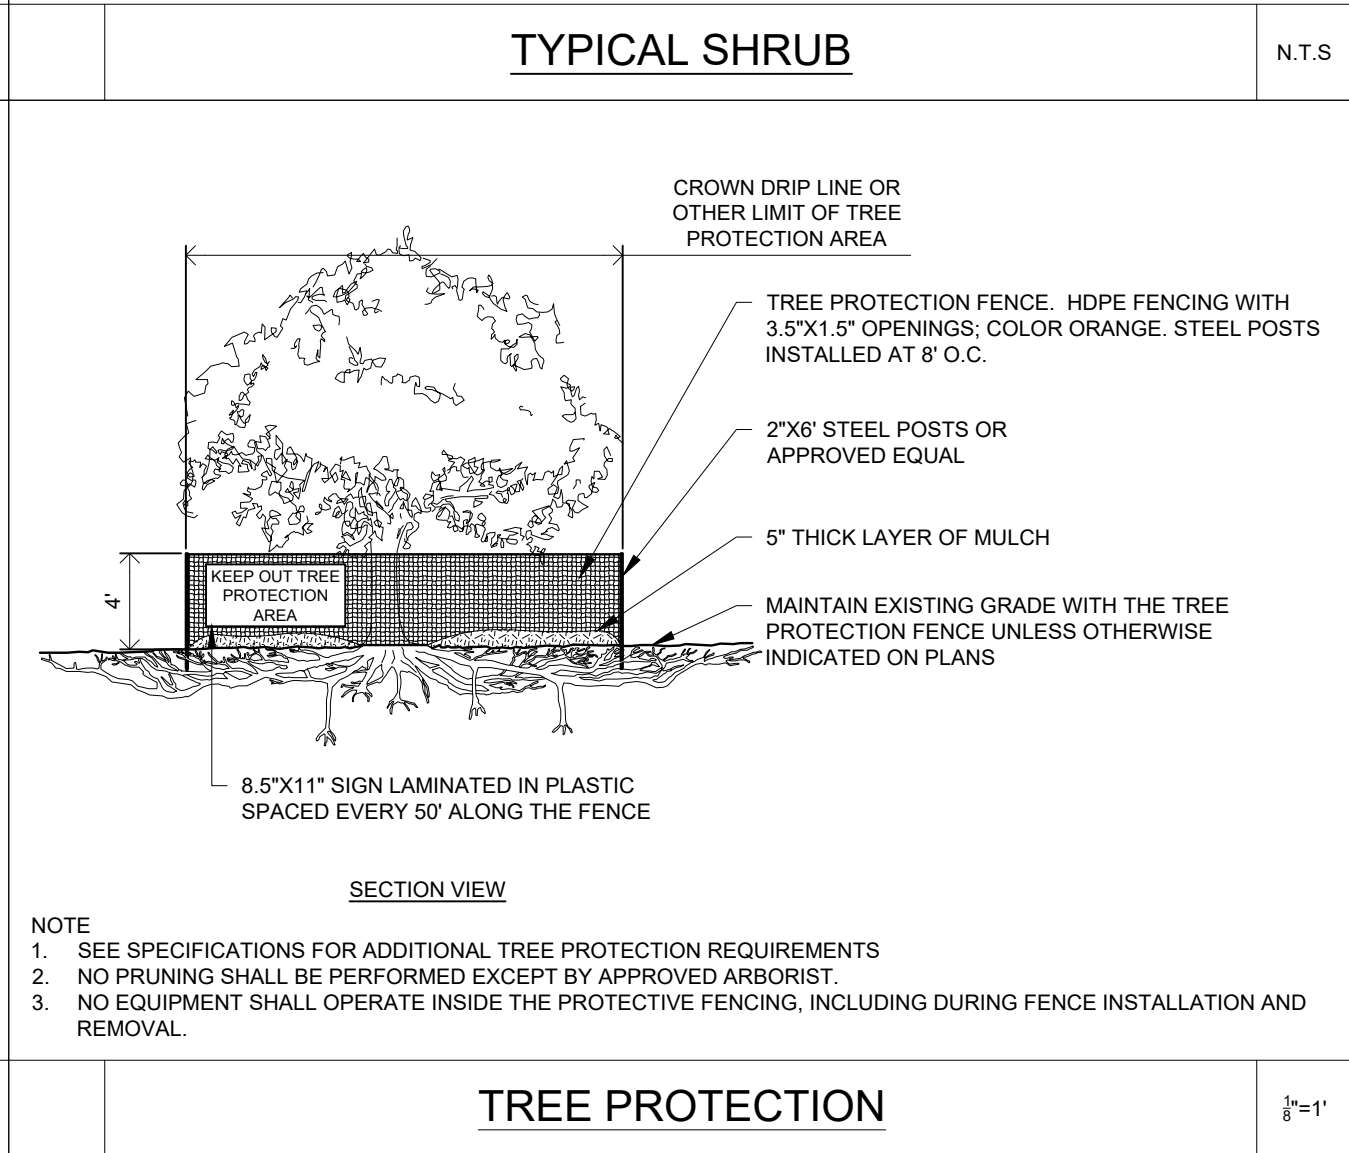 TYPICAL SHRUB
N.T.S
CROWN DRIP LINE OR
OTHER LIMIT OF TREE
PROTECTION AREA
TREE PROTECTION FENCE. HDPE FENCING WITH
3.5"X1.5" OPENINGS; COLOR ORANGE. STEEL POSTS
INSTALLED AT 8' O.C.
2"X6' STEEL POSTS OR
APPROVED EQUAL
5" THICK LAYER OF MULCH
KEEP OUT TREE
PROTECTION
AREA
4'
MAINTAIN EXISTING GRADE WITH THE TREE
PROTECTION FENCE UNLESS OTHERWISE
INDICATED ON PLANS
8.5"X11" SIGN LAMINATED IN PLASTIC
SPACED EVERY 50' ALONG THE FENCE
SECTION VIEW
NOTE
1. SEE SPECIFICATIONS FOR ADDITIONAL TREE PROTECTION REQUIREMENTS
2. NO PRUNING SHALL BE PERFORMED EXCEPT BY APPROVED ARBORIST.
3. NO EQUIPMENT SHALL OPERATE INSIDE THE PROTECTIVE FENCING, INCLUDING DURING FENCE INSTALLATION AND
REMOVAL.
TREE PROTECTION
1/8"=1'